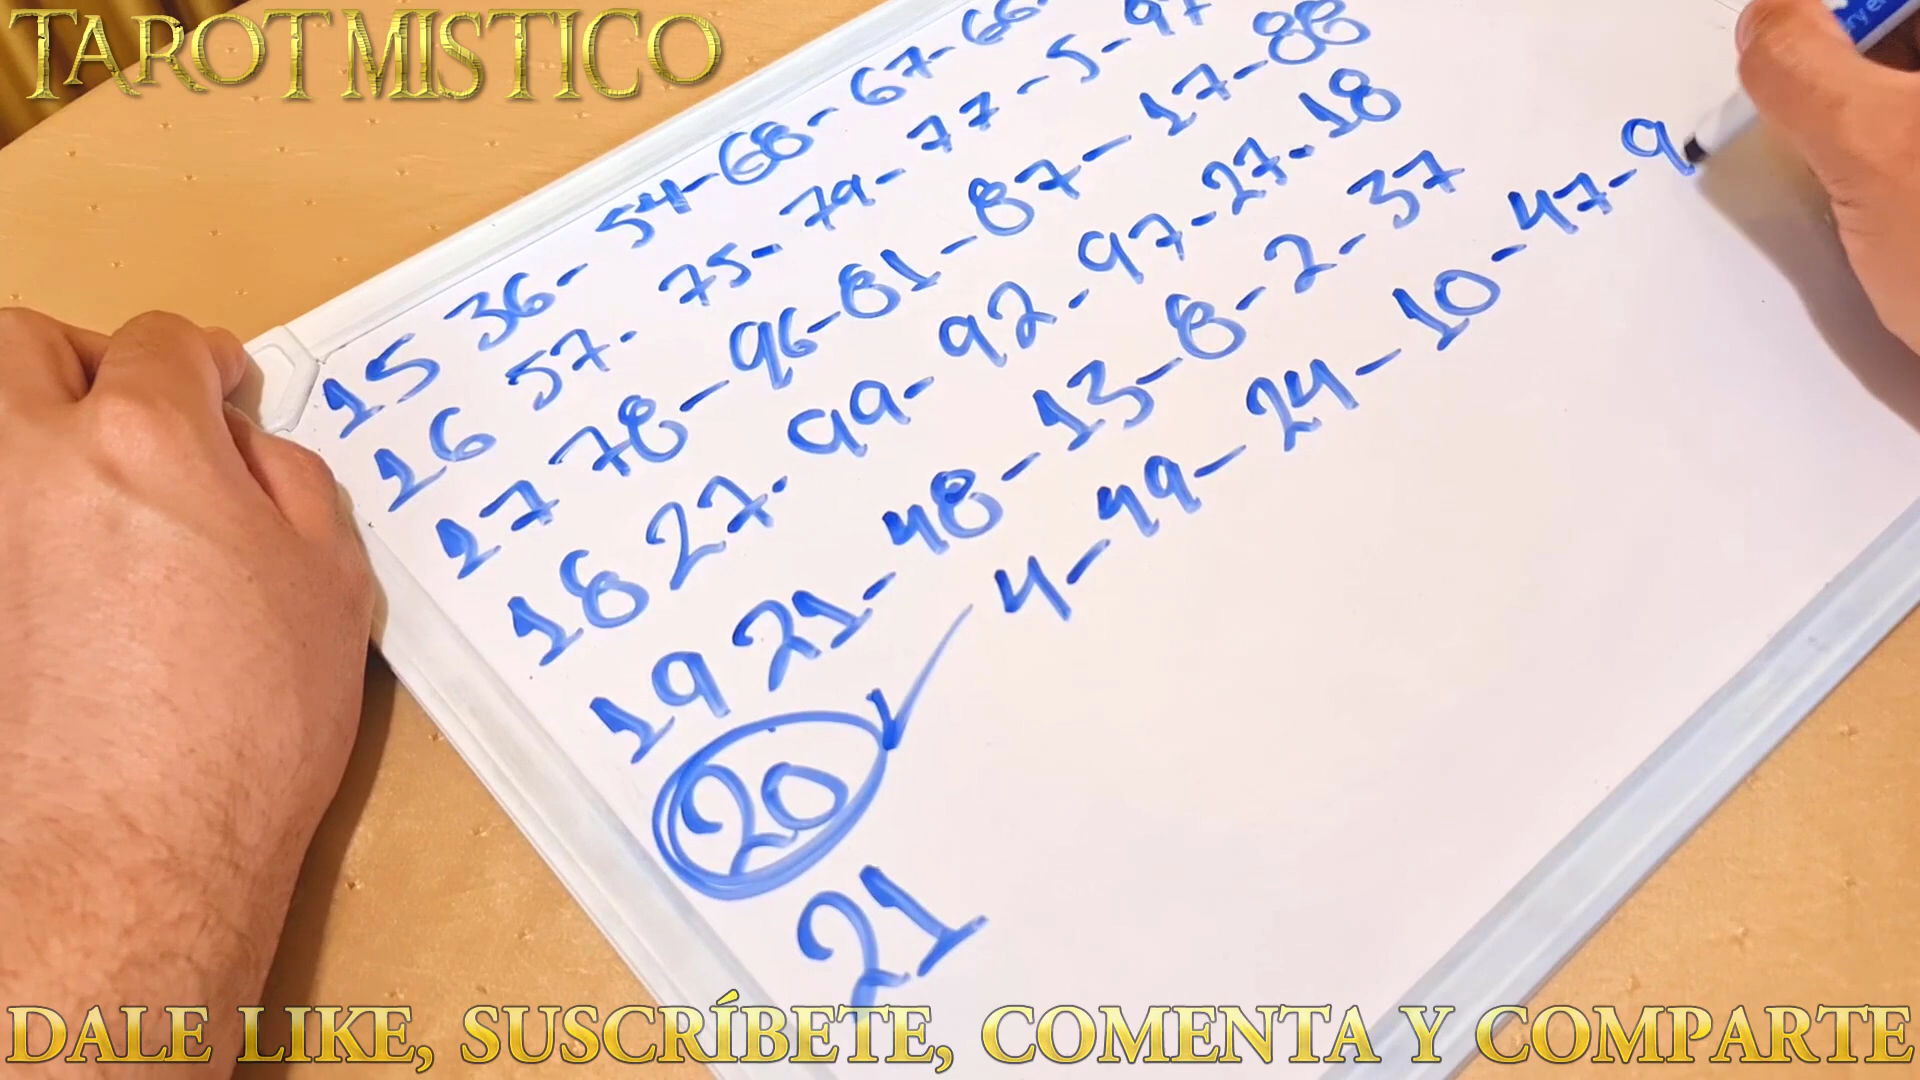 TAROT MISTICO
15 36- 54-68-67-66-
16 57- 75-79-77-5-97
17 78-96-81-87-17-88
18 27- 99-92-97-27-18
19 21-48-13-8-2-37
20 4-49-24-10-47-9
21
DALE LIKE, SUSCRÍBETE, COMENTA Y COMPARTE